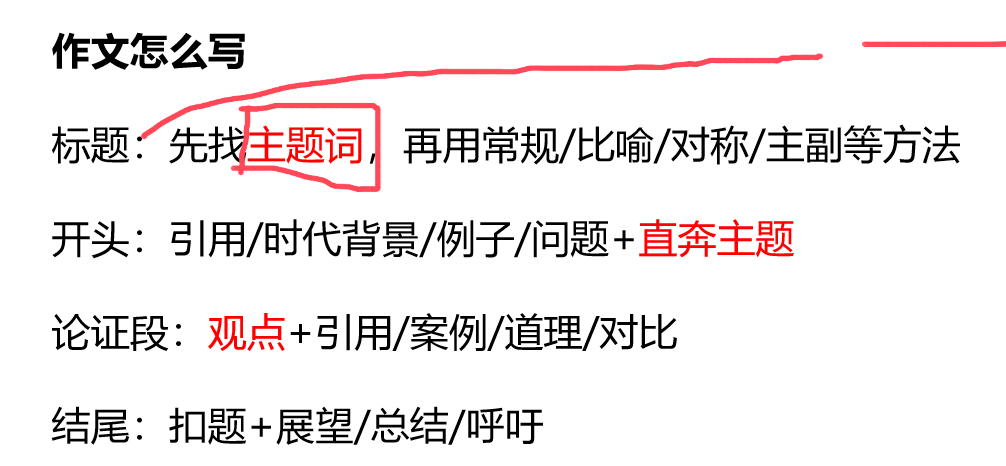 作文怎么写
标题：先找主题词，再用常规/比喻/对称/主副等方法
开头：引用/时代背景/例子/问题+直奔主题
论证段：观点+引用/案例/道理/对比
结尾：扣题+展望/总结/呼吁